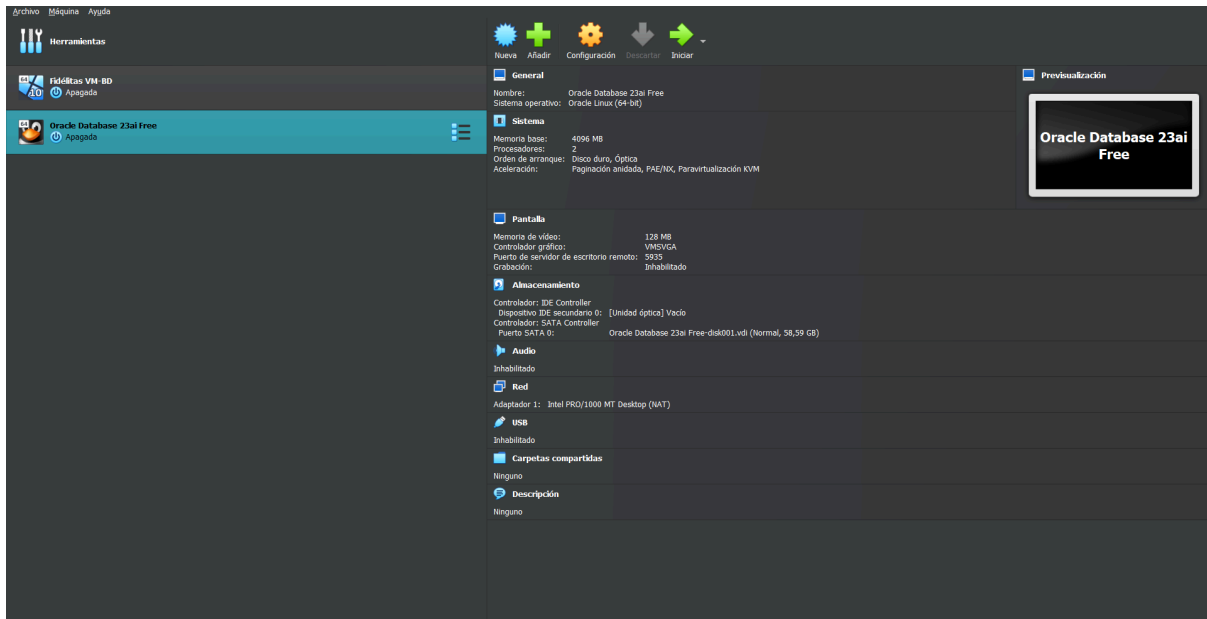 Archivo Máquina Ayuda
Herramientas
Nueva Añadir Configuración Descartar Iniciar
64
10
Fidélitas VM-BD
Apagada
64
Oracle Database 23ai Free
Apagada
General
Nombre: Oracle Database 23ai Free
Sistema operativo: Oracle Linux (64-bit)
Previsualización
Oracle Database 23ai
Free
Sistema
Memoria base: 4096 MB
Procesadores: 2
Orden de arranque: Disco duro, Óptica
Aceleración: Paginación anidada, PAE/NX, Paravirtualización KVM
Pantalla
Memoria de vídeo: 128 MB
Controlador gráfico: VMSVGA
Puerto de servidor de escritorio remoto: 5935
Grabación: Inhabilitado
Almacenamiento
Controlador: IDE Controller
Dispositivo IDE secundario 0: [Unidad óptica] Vacío
Controlador: SATA Controller
Puerto SATA 0: Oracle Database 23ai Free-disk001.vdi (Normal, 58,59 GB)
Audio
Inhabilitado
Red
Adaptador 1: Intel PRO/1000 MT Desktop (NAT)
USB
Inhabilitado
Carpetas compartidas
Ninguno
Descripción
Ninguno